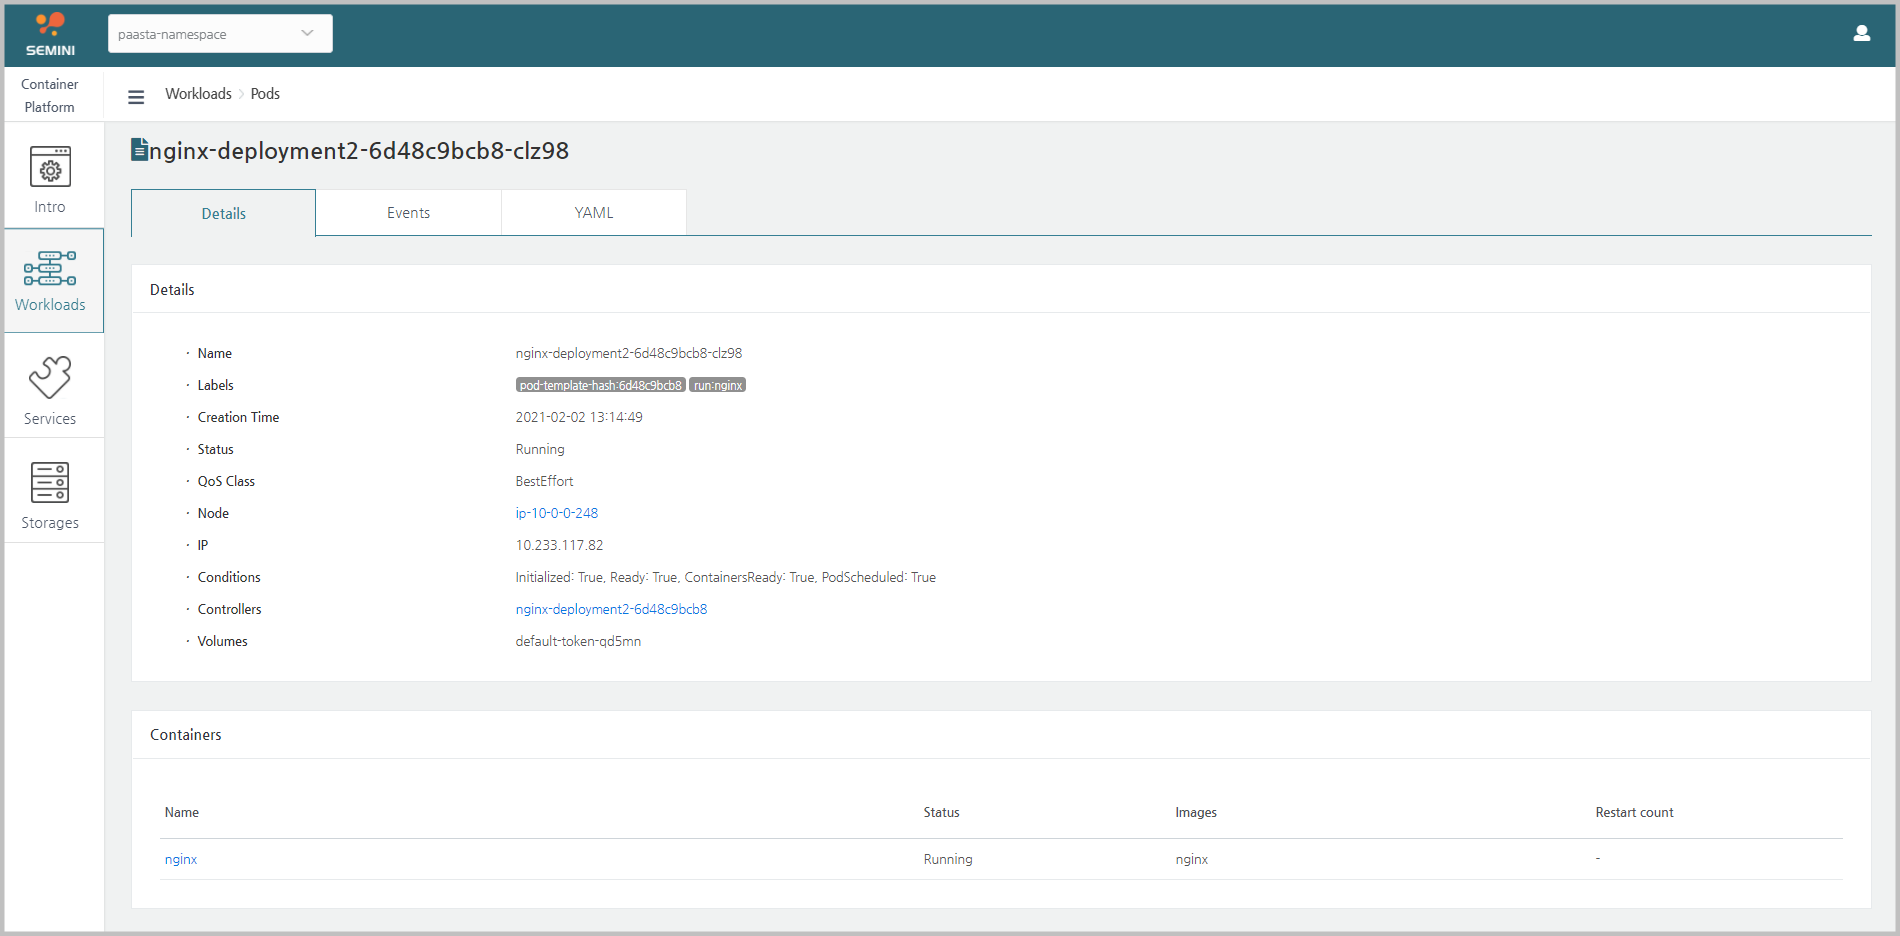 SEMINI
paasta-namespace
Container
Platform
Workloads Pods
nginx-deployment2-6d48c9bcb8-clz98
Details Events YAML
Intro
Workloads
Services
Storages
Details
· Name nginx-deployment2-6d48c9bcb8-clz98
· Labels pod-template-hash:6d48c9bcb8 run:nginx
· Creation Time 2021-02-02 13:14:49
· Status Running
· QoS Class BestEffort
· Node ip-10-0-0-248
· IP 10.233.117.82
· Conditions Initialized: True, Ready: True, ContainersReady: True, PodScheduled: True
· Controllers nginx-deployment2-6d48c9bcb8
· Volumes default-token-qd5mn
Containers
Name Status Images Restart count
nginx Running nginx -